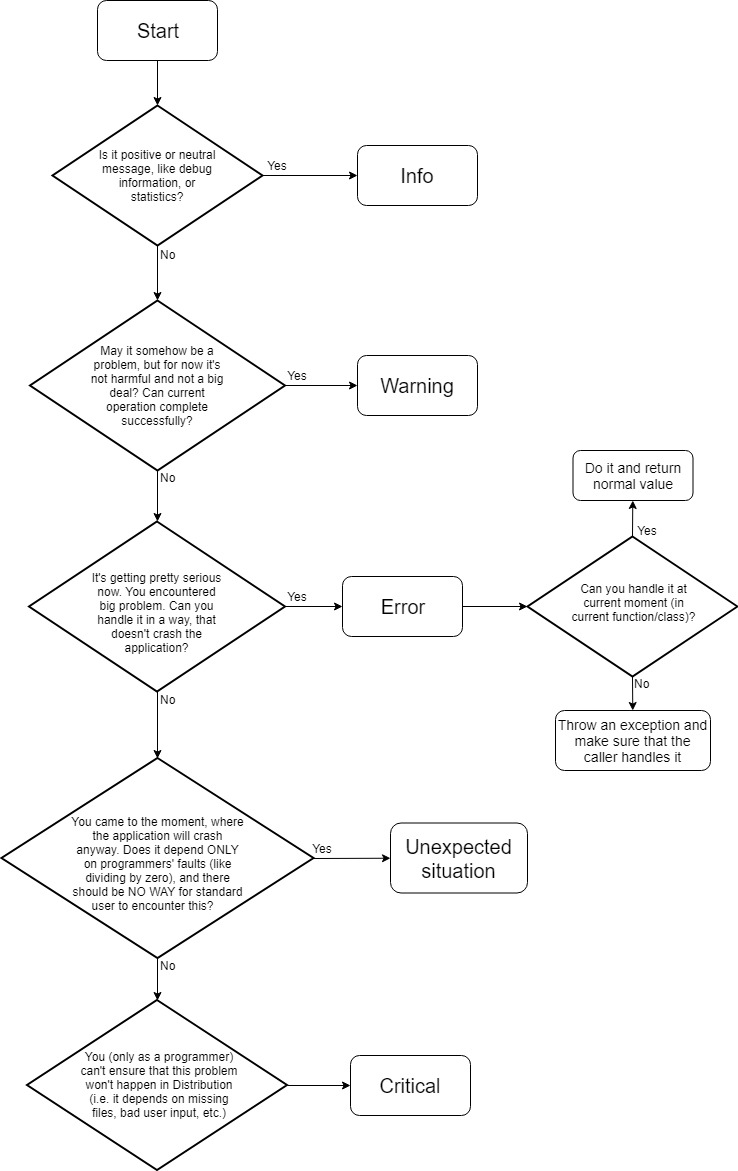 Start
Is it positive or neutral
message, like debug
information, or
statistics?
Yes
Info
No
May it somehow be a
problem, but for now it's
not harmful and not a big
deal? Can current
operation complete
successfully?
Yes
Warning
No
It's getting pretty serious
now. You encountered
big problem. Can you
handle it in a way, that
doesn't crash the
application?
Yes
Error
Can you handle it at
current moment (in
current function/class)?
Yes
Do it and return
normal value
No
Throw an exception and
make sure that the
caller handles it
No
You came to the moment, where
the application will crash
anyway. Does it depend ONLY
on programmers' faults (like
dividing by zero), and there
should be NO WAY for standard
user to encounter this?
Yes
Unexpected
situation
No
You (only as a programmer)
can't ensure that this problem
won't happen in Distribution
(i.e. it depends on missing
files, bad user input, etc.)
Critical